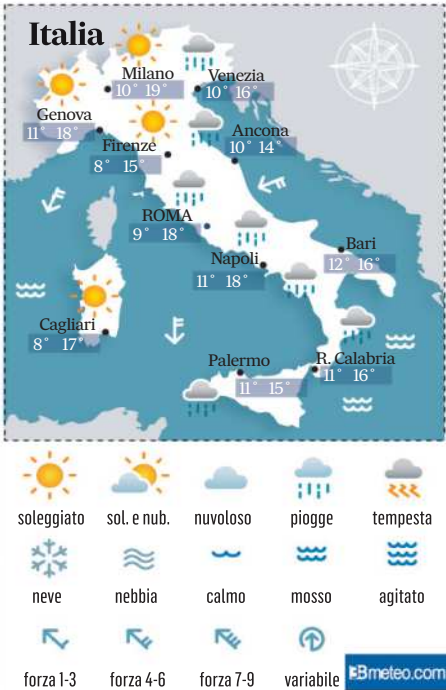 Italia
Milano
10° 19°
Venezia
10° 16°
Genova
11° 18°
Firenze
8° 15°
Ancona
10° 14°
ROMA
9° 18°
Napoli
11° 18°
Bari
12° 16°
Cagliari
8° 17°
Palermo
11° 15°
R. Calabria
11° 16°
soleggiato sol. e nub. nuvoloso piogge tempesta
neve nebbia calmo mosso agitato
forza 1-3 forza 4-6 forza 7-9 variabile
3Bmeteo.com